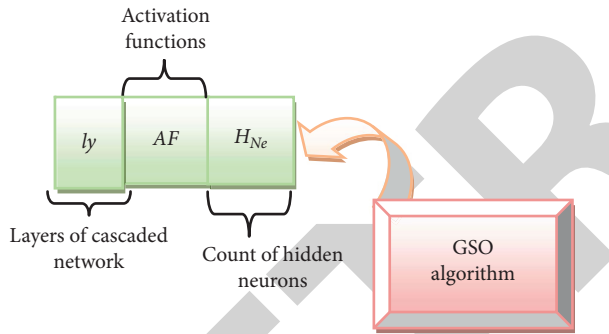 Activation
functions
ly
AF
H_Ne
Layers of cascaded
network
Count of hidden
neurons
GSO
algorithm